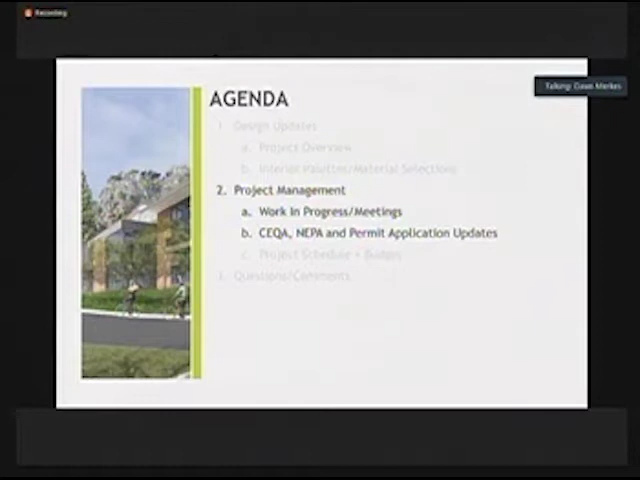 Recording
Talking: Dawn Merkes
AGENDA
1. Design Updates
a. Project Overview
b. Interior Palettes/Material Selections
2. Project Management
a. Work in Progress/Meetings
b. CEQA, NEPA and Permit Application Updates
c. Project Schedule + Budget
3. Questions/Comments